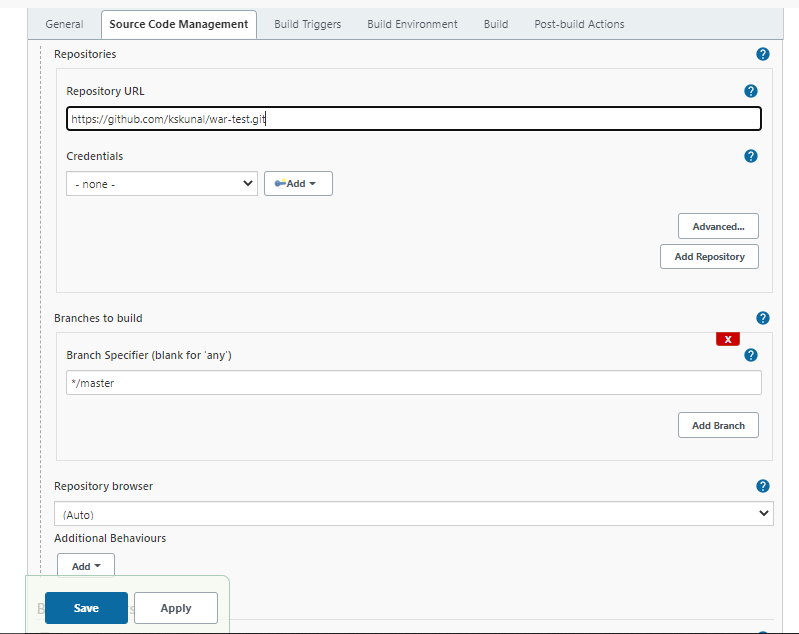 General Source Code Management Build Triggers Build Environment Build Post-build Actions
Repositories ?
Repository URL ?
https://github.com/kskunal/war-test.git
Credentials ?
- none - Add
Advanced...
Add Repository
Branches to build ?
X
Branch Specifier (blank for 'any') ?
*/master
Add Branch
Repository browser ?
(Auto)
Additional Behaviours
Add
Save Apply